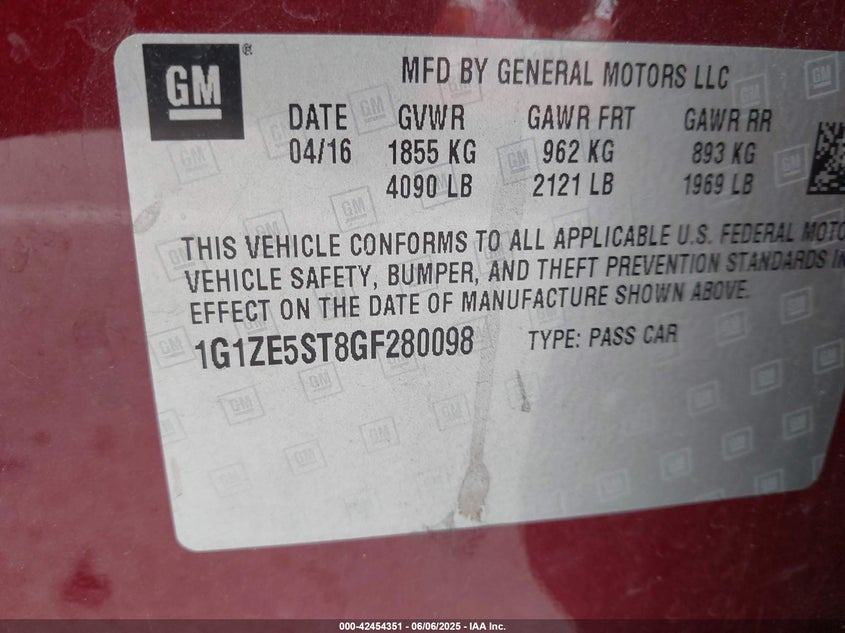 GM ®
MFD BY GENERAL MOTORS LLC
DATE GVWR GAWR FRT GAWR RR
04/16 1855 KG 962 KG 893 KG
4090 LB 2121 LB 1969 LB
THIS VEHICLE CONFORMS TO ALL APPLICABLE U.S. FEDERAL MOTO
VEHICLE SAFETY, BUMPER, AND THEFT PREVENTION STANDARDS IN
EFFECT ON THE DATE OF MANUFACTURE SHOWN ABOVE.
1G1ZE5ST8GF280098 TYPE: PASS CAR
000-42454351 - 06/06/2025 - IAA Inc.